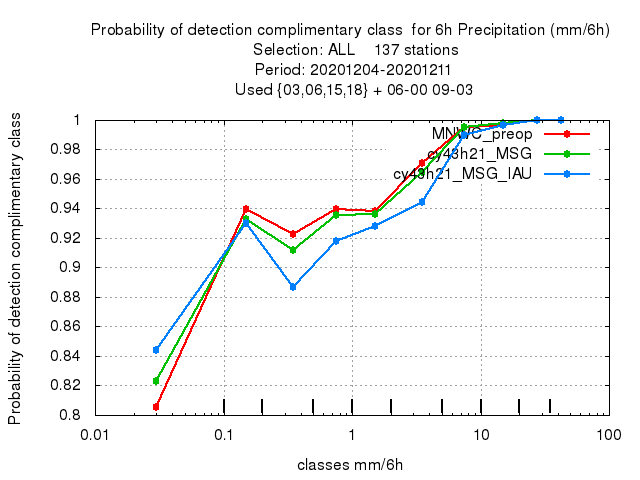 Probability of detection complimentary class  for 6h Precipitation (mm/6h)
Selection: ALL    137 stations
Period: 20201204-20201211
Used {03,06,15,18} + 06-00 09-03
Probability of detection complimentary class
1
0.98
0.96
0.94
0.92
0.9
0.88
0.86
0.84
0.82
0.8
MNWC_preop
cy43h21_MSG
cy43h21_MSG_IAU
0.01
0.1
1
10
100
classes mm/6h